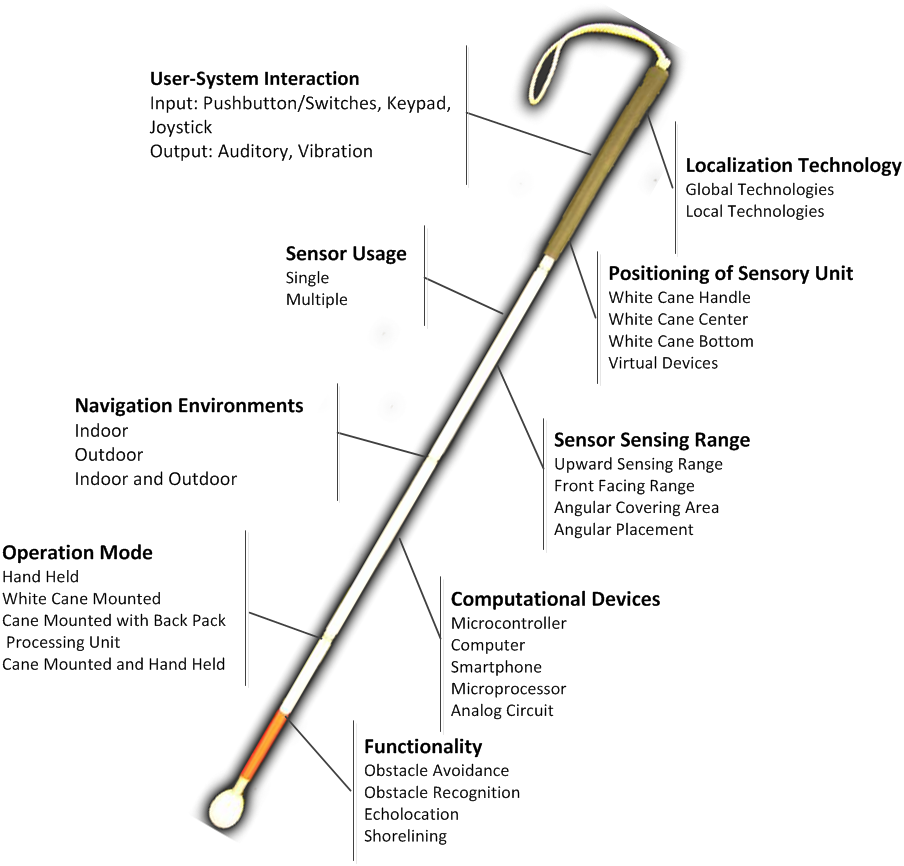 User-System Interaction
Input: Pushbutton/Switches, Keypad,
Joystick
Output: Auditory, Vibration
Localization Technology
Global Technologies
Local Technologies
Sensor Usage
Single
Multiple
Positioning of Sensory Unit
White Cane Handle
White Cane Center
White Cane Bottom
Virtual Devices
Navigation Environments
Indoor
Outdoor
Indoor and Outdoor
Sensor Sensing Range
Upward Sensing Range
Front Facing Range
Angular Covering Area
Angular Placement
Operation Mode
Hand Held
White Cane Mounted
Cane Mounted with Back Pack
Processing Unit
Cane Mounted and Hand Held
Computational Devices
Microcontroller
Computer
Smartphone
Microprocessor
Analog Circuit
Functionality
Obstacle Avoidance
Obstacle Recognition
Echolocation
Shorelining